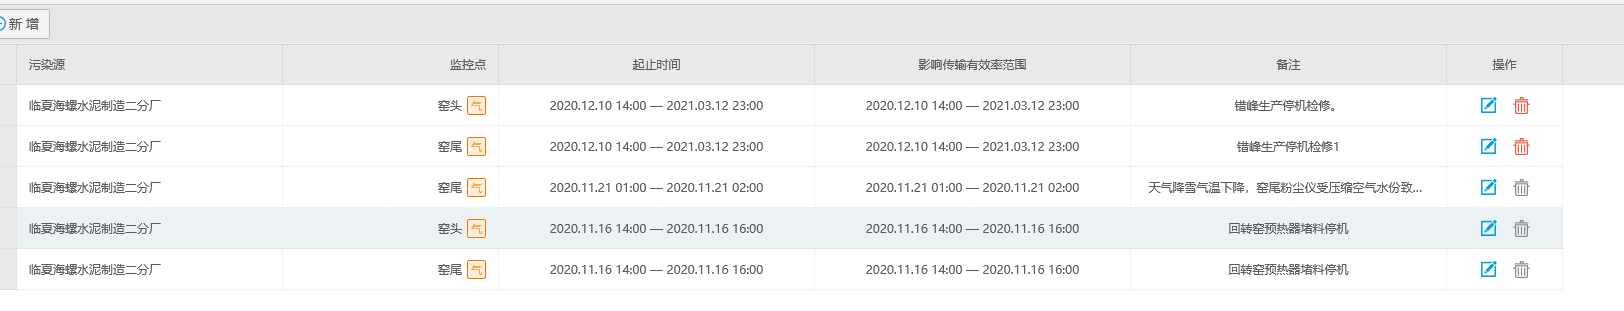 新 增
污染源 监控点 起止时间 影响传输有效率范围 备注 操作
临夏海螺水泥制造二分厂 窑头 气 2020.12.10 14:00 — 2021.03.12 23:00 2020.12.10 14:00 — 2021.03.12 23:00 错峰生产停机检修。
临夏海螺水泥制造二分厂 窑尾 气 2020.12.10 14:00 — 2021.03.12 23:00 2020.12.10 14:00 — 2021.03.12 23:00 错峰生产停机检修1
临夏海螺水泥制造二分厂 窑尾 气 2020.11.21 01:00 — 2020.11.21 02:00 2020.11.21 01:00 — 2020.11.21 02:00 天气降雪气温下降，窑尾粉尘仪受压缩空气水份致...
临夏海螺水泥制造二分厂 窑头 气 2020.11.16 14:00 — 2020.11.16 16:00 2020.11.16 14:00 — 2020.11.16 16:00 回转窑预热器堵料停机
临夏海螺水泥制造二分厂 窑尾 气 2020.11.16 14:00 — 2020.11.16 16:00 2020.11.16 14:00 — 2020.11.16 16:00 回转窑预热器堵料停机